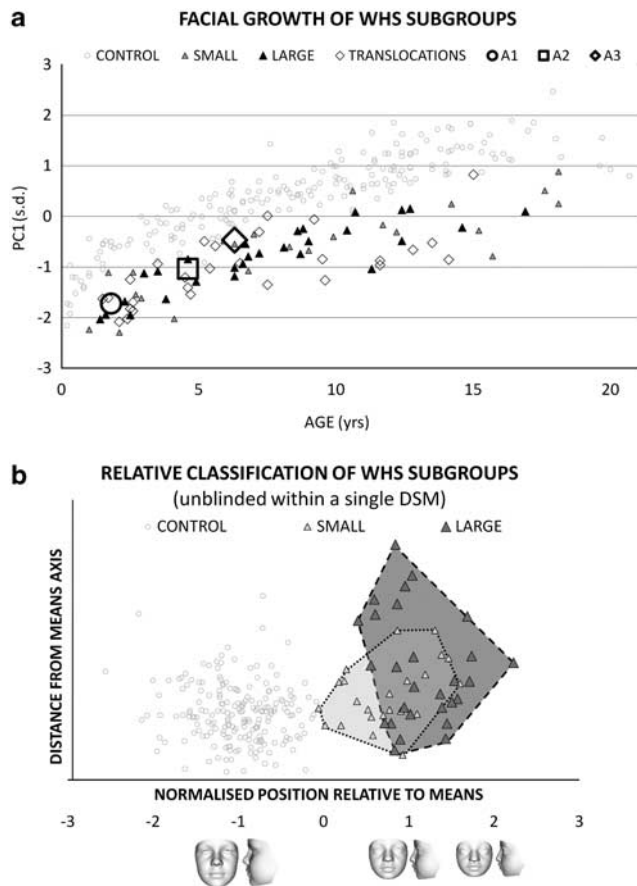 a
FACIAL GROWTH OF WHS SUBGROUPS
CONTROL SMALL LARGE TRANSLOCATIONS A1 A2 A3
3
2
1
0
-1
-2
-3
PC1 (s.d.)
0 5 10 15 20
AGE (yrs)
b
RELATIVE CLASSIFICATION OF WHS SUBGROUPS
(unblinded within a single DSM)
CONTROL SMALL LARGE
DISTANCE FROM MEANS AXIS
NORMALISED POSITION RELATIVE TO MEANS
-3 -2 -1 0 1 2 3